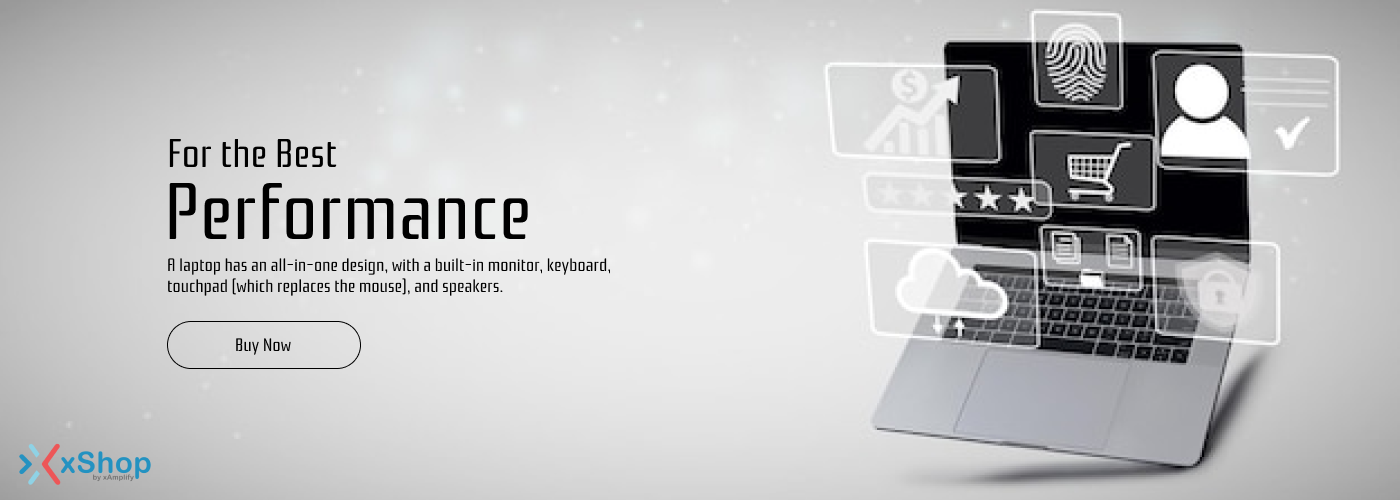 For the Best
Performance
A laptop has an all-in-one design, with a built-in monitor, keyboard,
touchpad [which replaces the mouse], and speakers.
Buy Now
xShop
by xAmplify